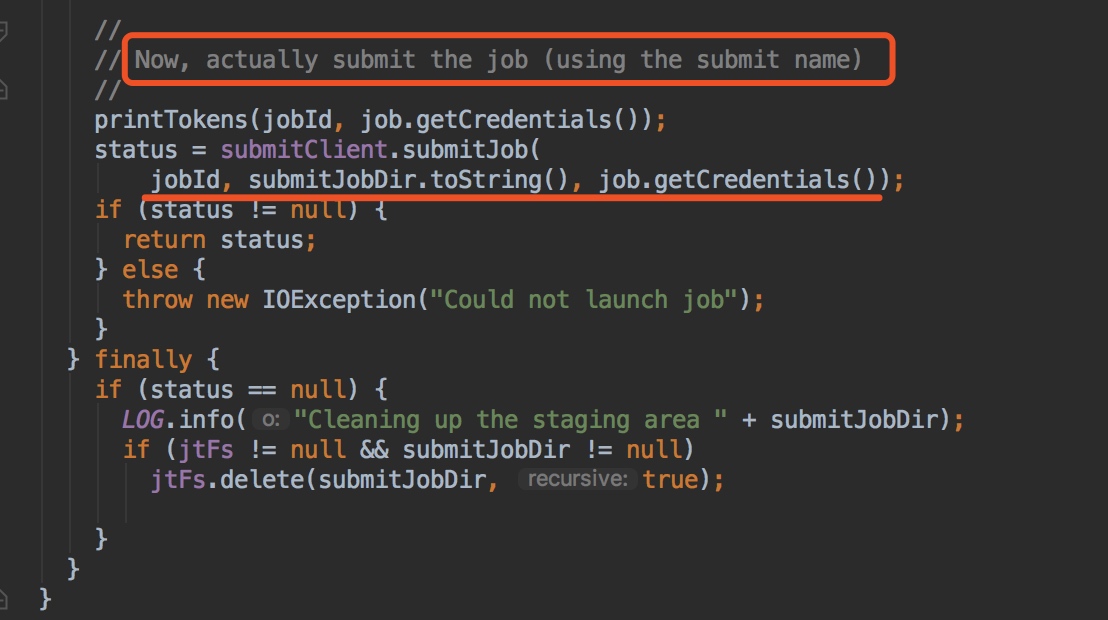 //
// Now, actually submit the job (using the submit name)
//
printTokens(jobId, job.getCredentials());
status = submitClient.submitJob(
jobId, submitJobDir.toString(), job.getCredentials());
if (status != null) {
return status;
} else {
throw new IOException("Could not launch job");
}
} finally {
if (status == null) {
LOG.info( o: "Cleaning up the staging area " + submitJobDir);
if (jtFs != null && submitJobDir != null)
jtFs.delete(submitJobDir, recursive: true);
}
}
}